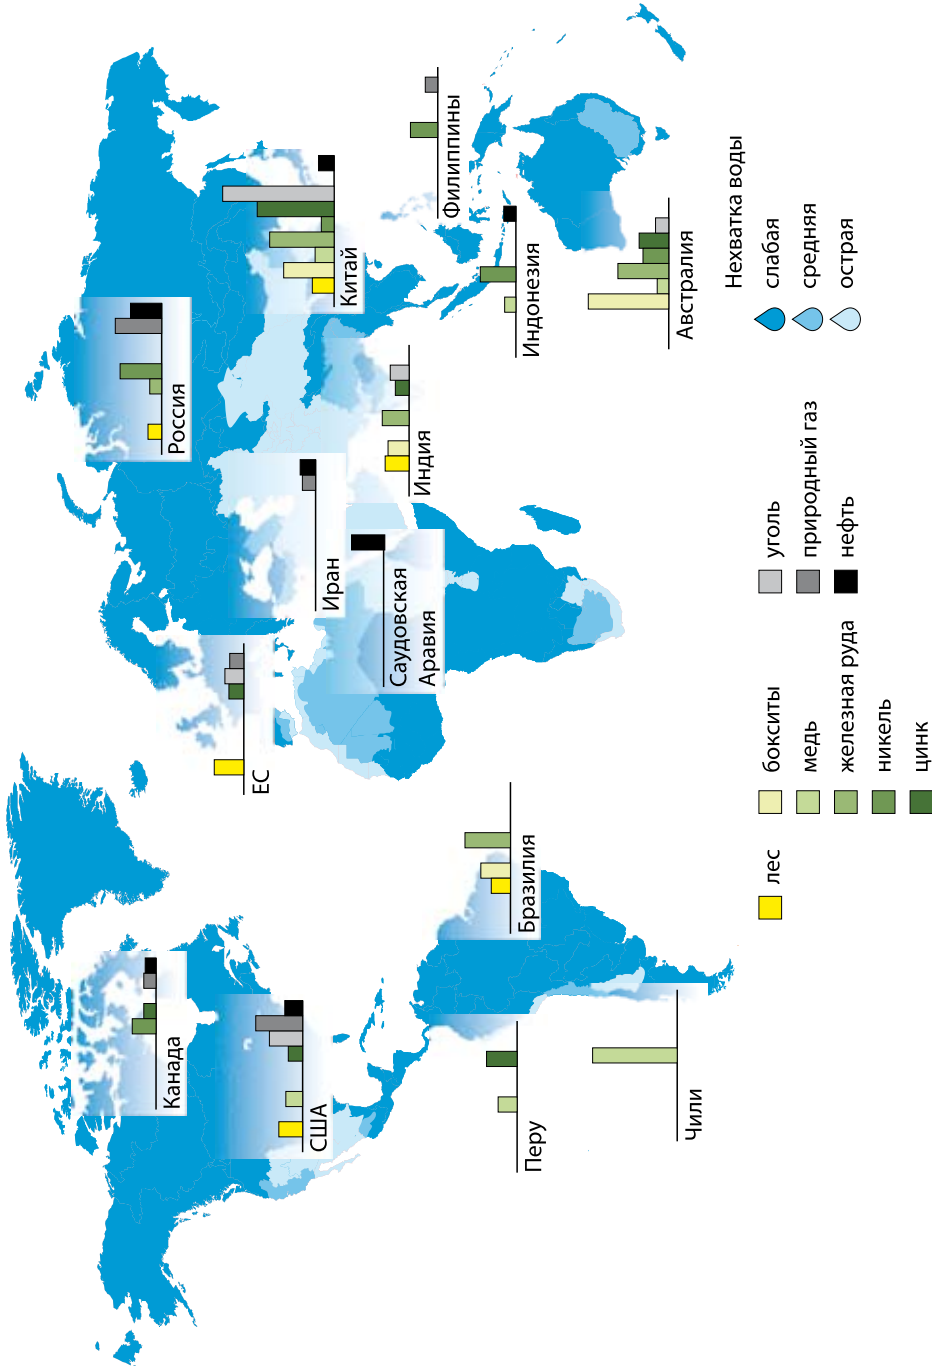 Канада
США
Перу
Чили
Бразилия
ЕС
Саудовская
Аравия
Иран
Россия
Индия
Китай
Индонезия
Филиппины
Австралия
лес
бокситы
медь
железная руда
никель
цинк
уголь
природный газ
нефть
Нехватка воды
слабая
средняя
острая